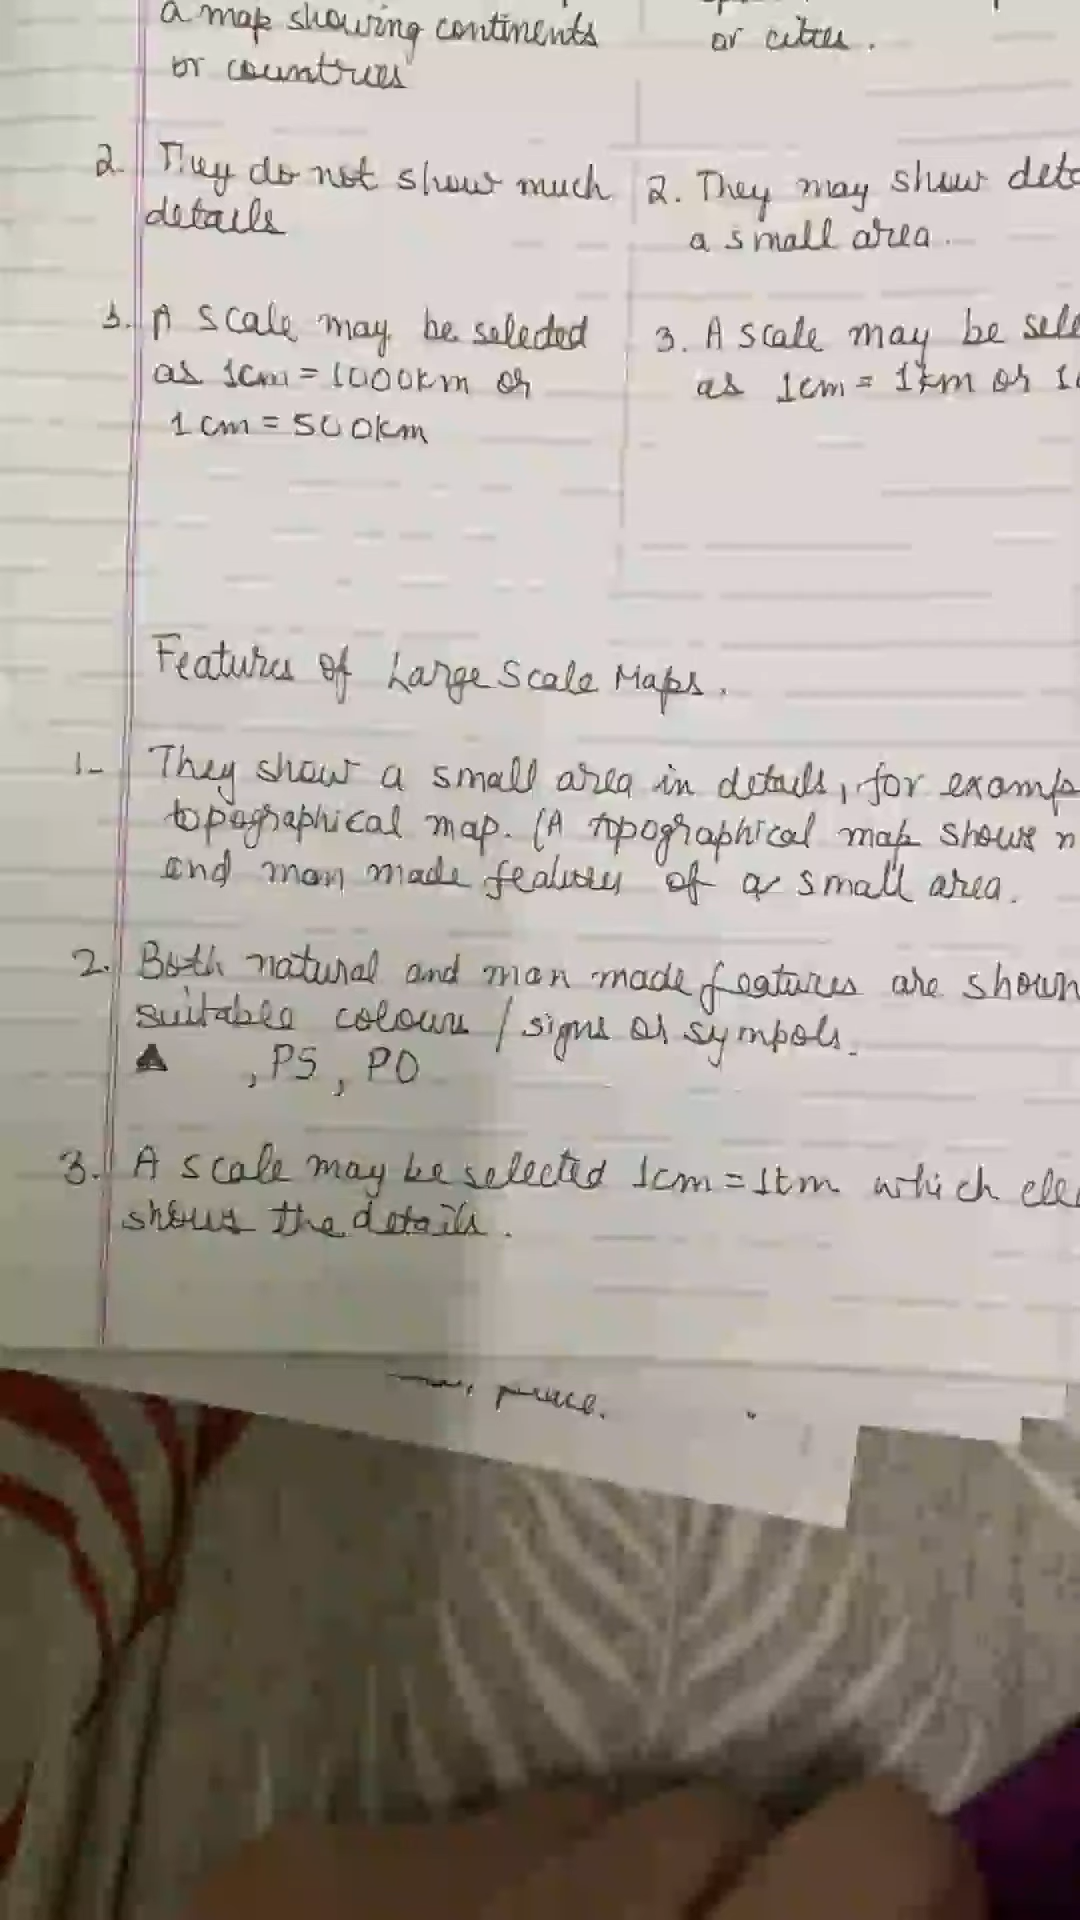 a map showing continents
or cities.
or countries
2. They do not show much
details
2. They may show
a small area.
3. A scale may be selected
as 1cm = 1000km or
1 cm = 500km
3. A scale may be
as 1cm = 1km or
Features of Large Scale Maps.
1- They show a small area in details, for
topographical map. (A topographical map shows
and man made features of a small area.
2. Both natural and man made features are shown
suitable colours / signs or symbols.
, PS, PO
3. A scale may be selected 1cm = 1km which
shows the details.